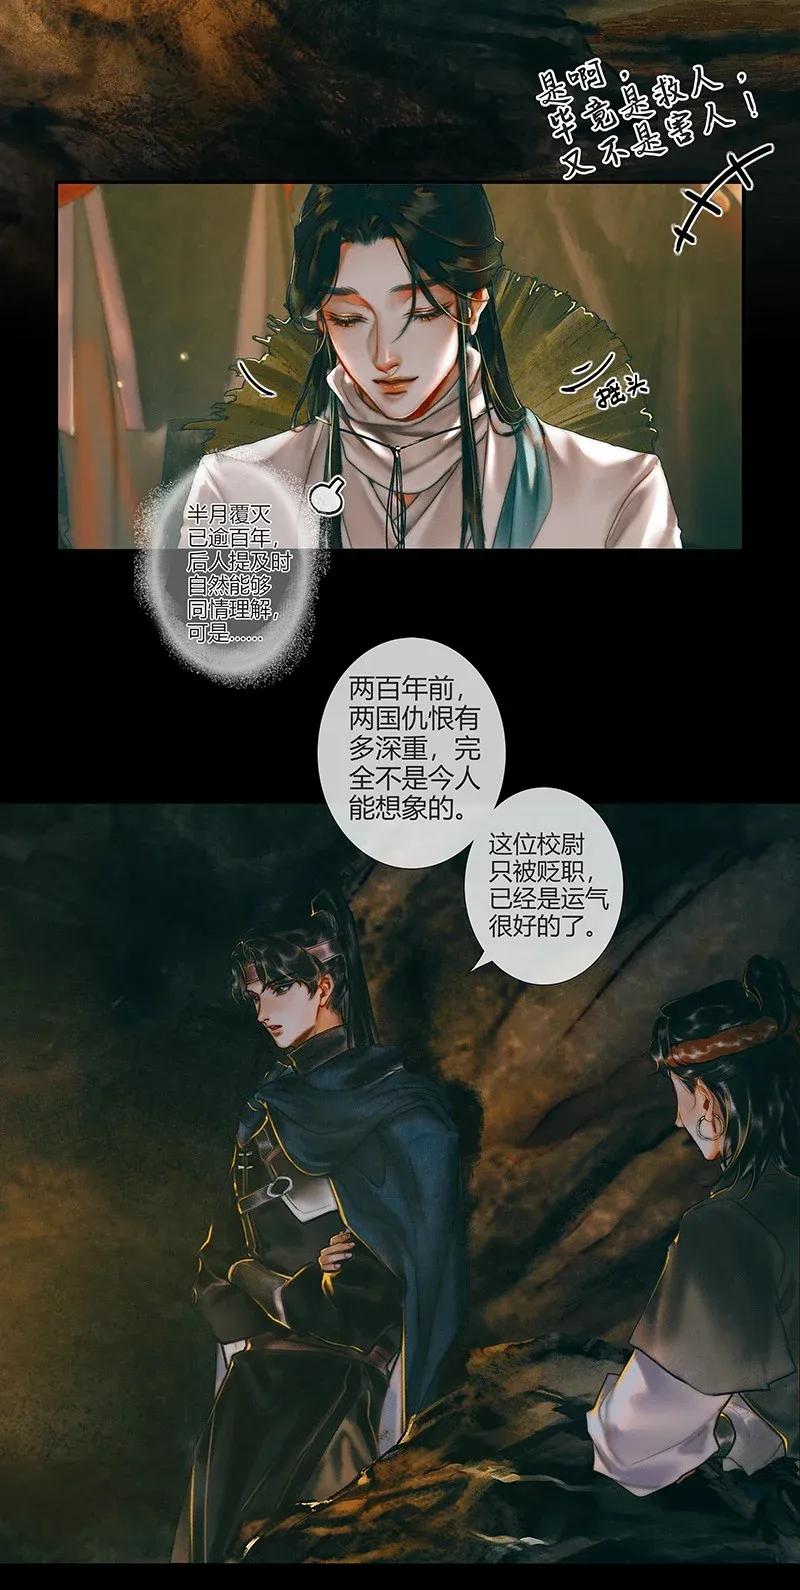 是啊，
毕竟是救人，
又不是害人！
摇头
半月覆灭
已逾百年，
后人提及时
自然能够
同情理解，
可是……
两百年前，
两国仇恨有
多深重，完
全不是今人
能想象的。
这位校尉
只被贬职，
已经是运气
很好的了。